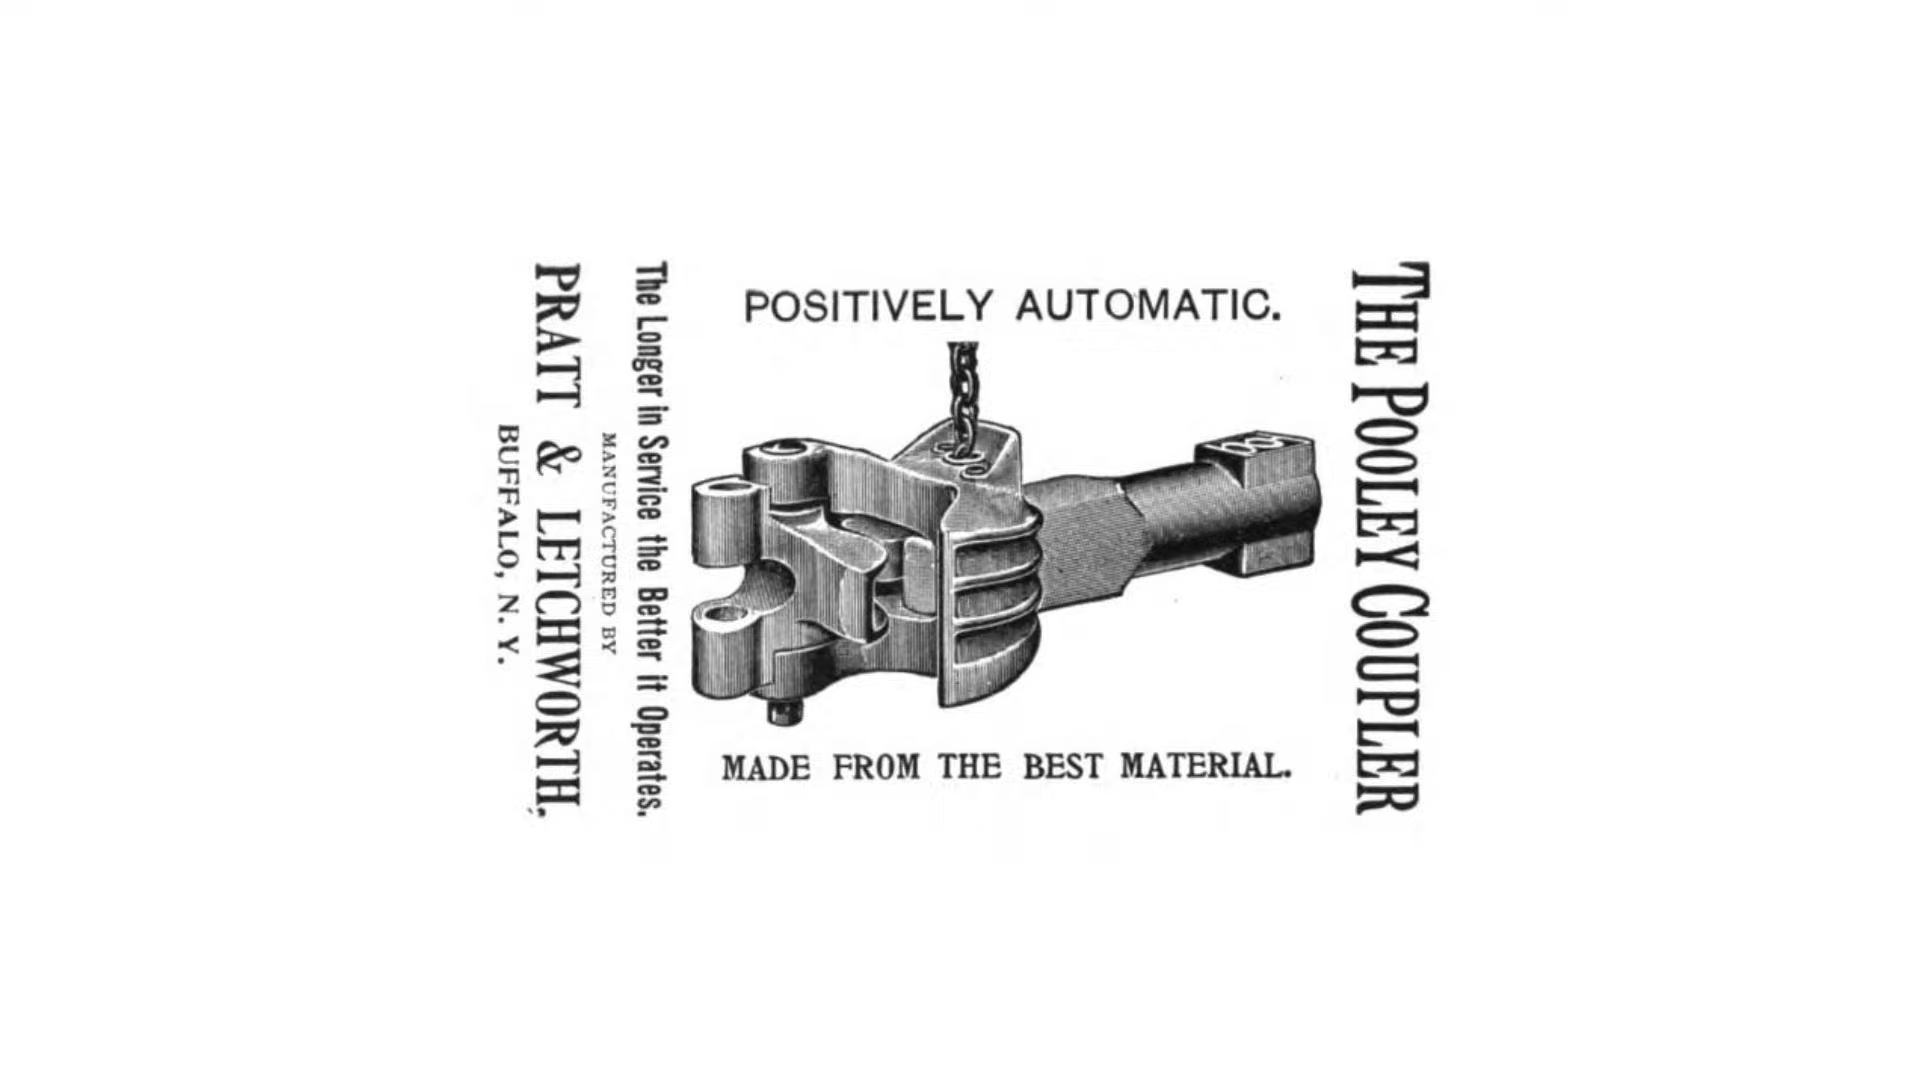 THE POOLEY COUPLER
POSITIVELY AUTOMATIC.
MADE FROM THE BEST MATERIAL.
The Longer in Service the Better it Operates.
MANUFACTURED BY
PRATT & LETCHWORTH,
BUFFALO, N. Y.